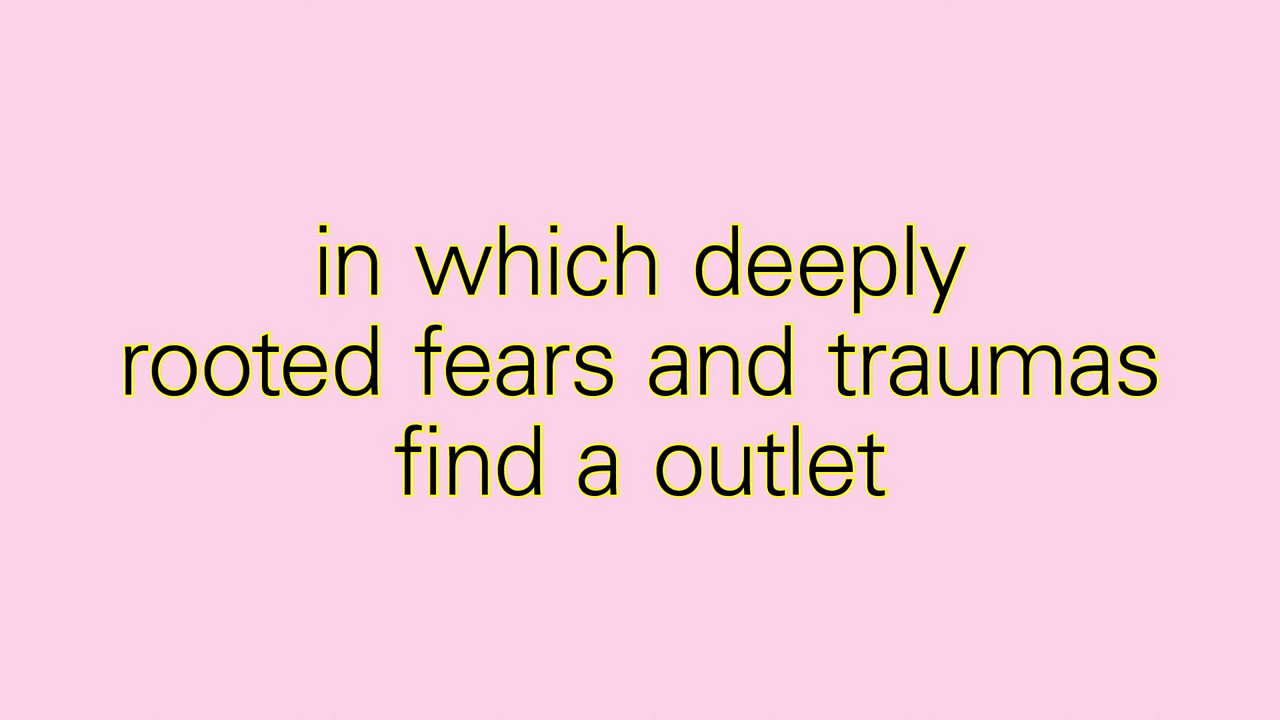 in which deeply
rooted fears and traumas
find a outlet